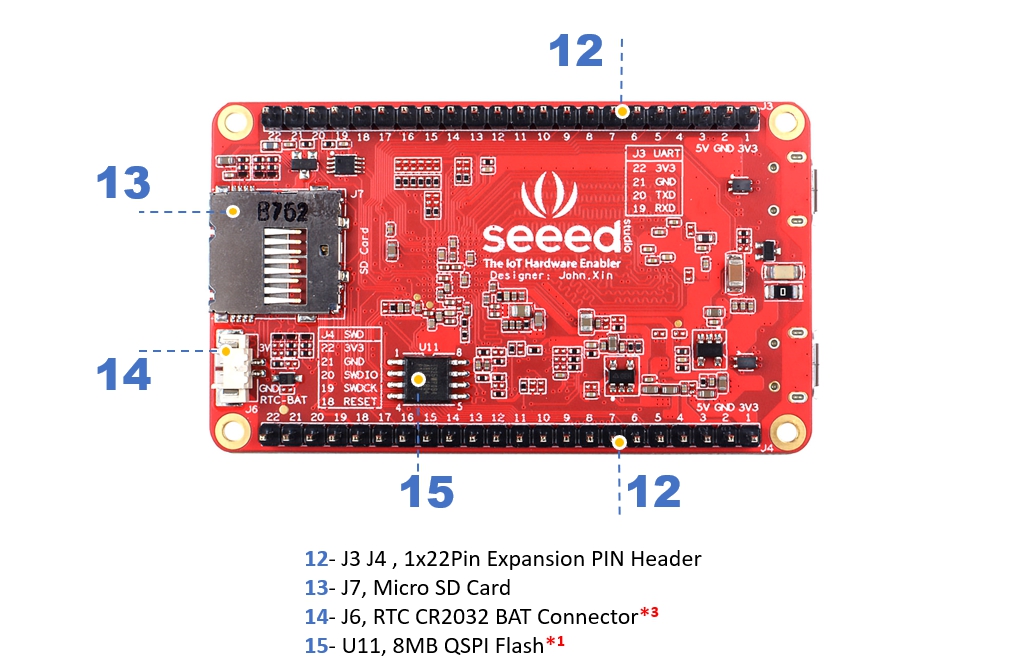 12
J3
22 21 20 19 18 17 16 15 14 13 12 11 10 9 8 7 6 5 4 3 2 1
5V GND 3V3
J3 UART
22 3V3
21 GND
20 TXD
19 RXD
13
J7
B762
SD Card
seeed
studio
The IoT Hardware Enabler
Designer: John,Xin
14
3V
GND
RTC-BAT
J6
J4 SWD
22 3V3
21 GND
20 SWDIO
19 SWDCK
18 RESET
U11
1 8
4 5
5V GND 3V3
22 21 20 19 18 17 16 15 14 13 12 11 10 9 8 7 6 5 4 3 2 1
J4
15
12
12- J3 J4 , 1x22Pin Expansion PIN Header
13- J7, Micro SD Card
14- J6, RTC CR2032 BAT Connector*3
15- U11, 8MB QSPI Flash*1